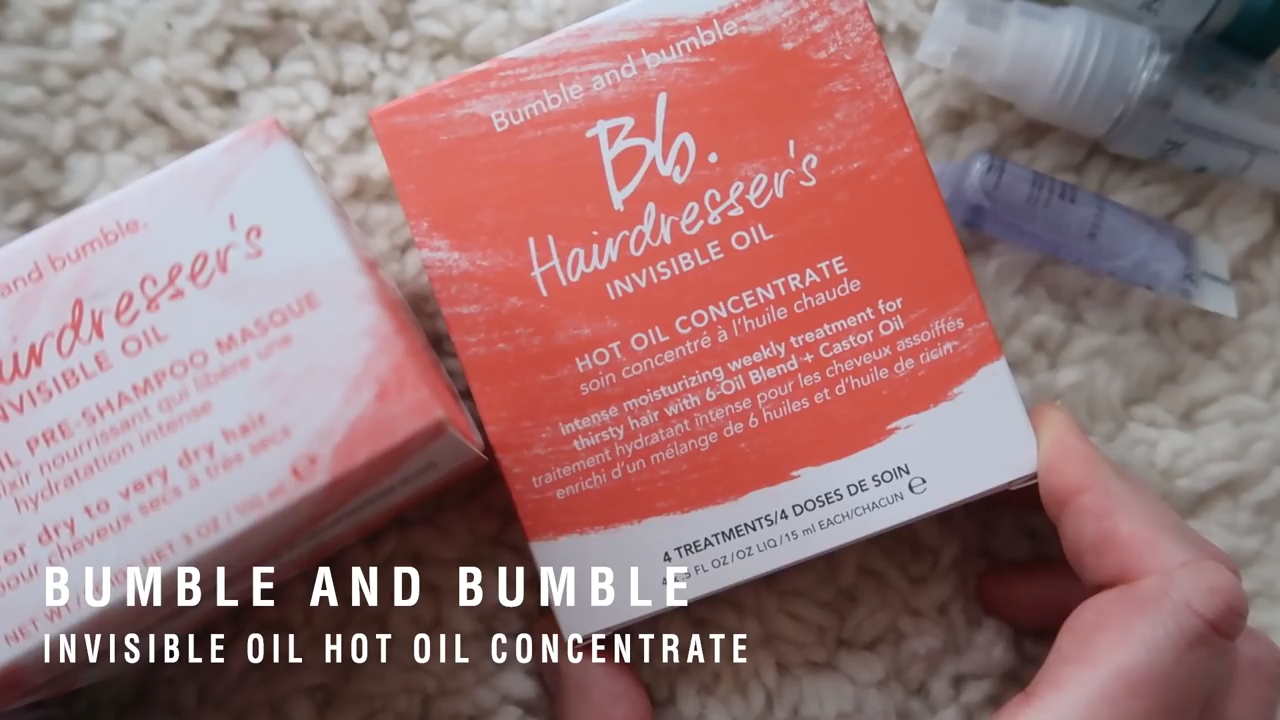 Bumble and bumble.
Bb.
Hairdresser's
INVISIBLE OIL
HOT OIL CONCENTRATE
soin concentré à l'huile chaude
intense moisturizing weekly treatment for
thirsty hair with 6-Oil Blend + Castor Oil
traitement hydratant intense pour les cheveux assoiffés
enrichi d'un mélange de 6 huiles et d'huile de ricin
4 TREATMENTS/4 DOSES DE SOIN
FL OZ/OZ LIQ/15 ml EACH/CHACUN e
and bumble.
INVISIBLE OIL
PRE-SHAMPOO MASQUE
nourrissant qui libère une
hydratation intense
for dry to very dry hair
pour cheveux secs à très secs
NET 3 OZ
BUMBLE AND BUMBLE
INVISIBLE OIL HOT OIL CONCENTRATE